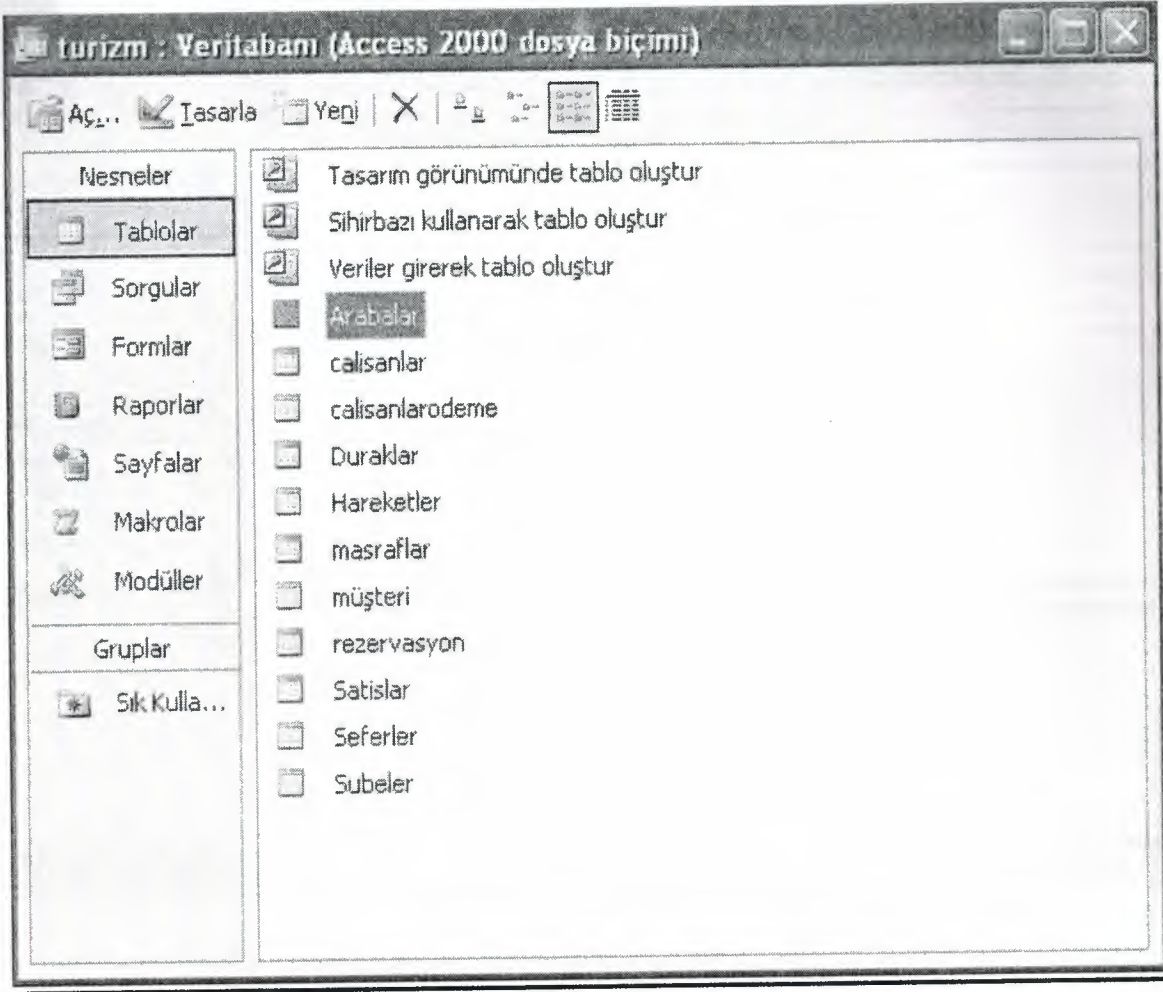 turizm : Veritabanı (Access 2000 dosya biçimi)
Aç... Tasarla Yeni
Nesneler
Tablolar
Sorgular
Formlar
Raporlar
Sayfalar
Makrolar
Modüller
Gruplar
Sık Kulla...
Tasarım görünümünde tablo oluştur
Sihirbazı kullanarak tablo oluştur
Veriler girerek tablo oluştur
Arabalar
calisanlar
calisanlarodeme
Duraklar
Hareketler
masraflar
müşteri
rezervasyon
Satislar
Seferler
Subeler